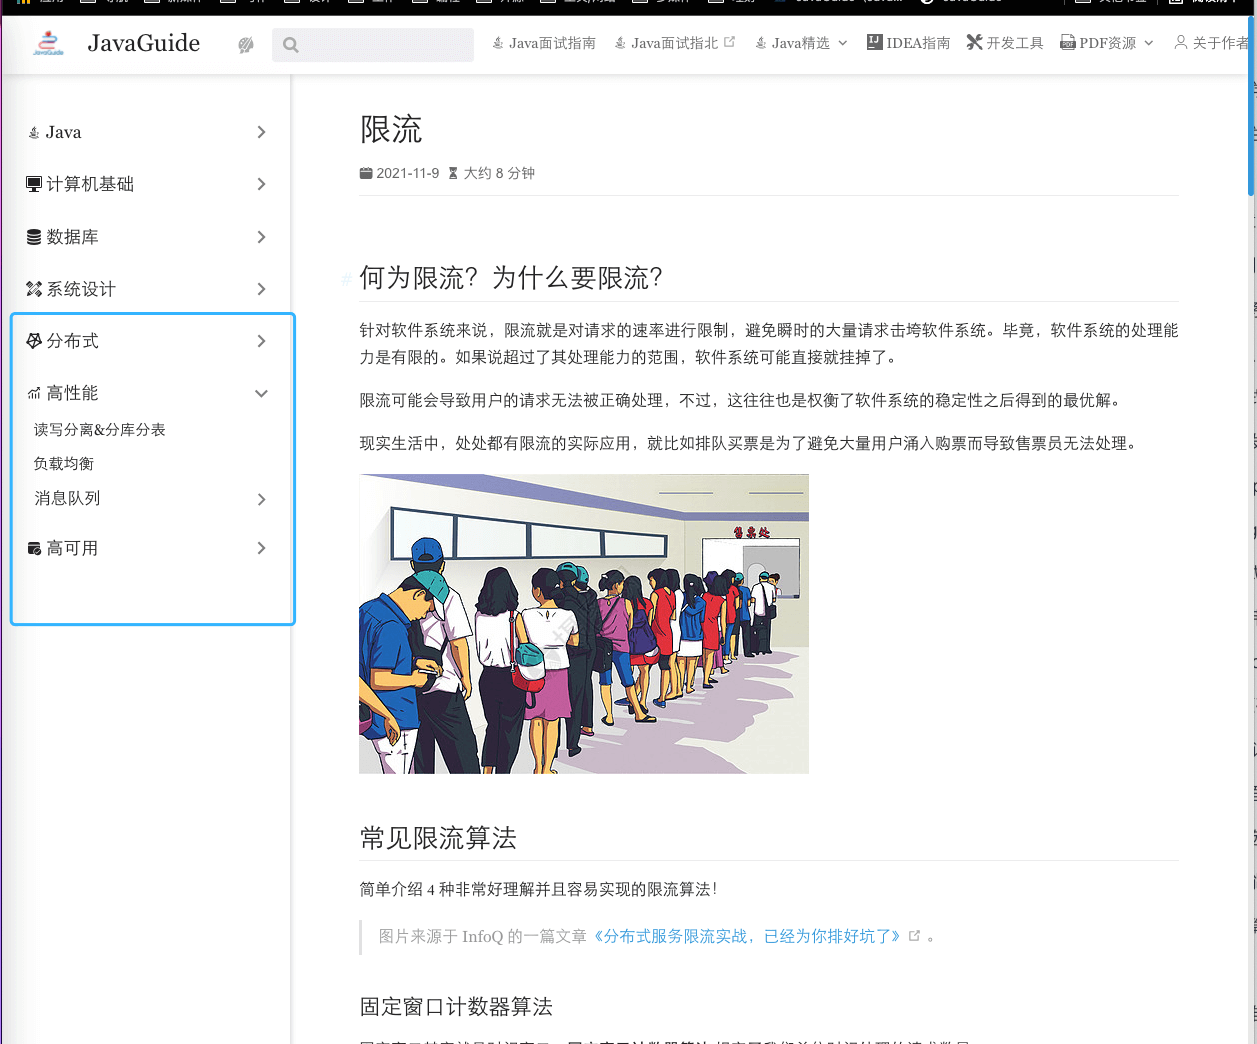 JavaGuide
Java面试指南
Java面试指北
Java精选
IDEA指南
开发工具
PDF资源
关于作者
Java
计算机基础
数据库
系统设计
分布式
高性能
读写分离&分库分表
负载均衡
消息队列
高可用
限流
2021-11-9 大约 8 分钟
# 何为限流？为什么要限流？
针对软件系统来说，限流就是对请求的速率进行限制，避免瞬时的大量请求击垮软件系统。毕竟，软件系统的处理能
力是有限的。如果说超过了其处理能力的范围，软件系统可能直接就挂掉了。
限流可能会导致用户的请求无法被正确处理，不过，这往往也是权衡了软件系统的稳定性之后得到的最优解。
现实生活中，处处都有限流的实际应用，就比如排队买票是为了避免大量用户涌入购票而导致售票员无法处理。
售票处
常见限流算法
简单介绍 4 种非常好理解并且容易实现的限流算法！
图片来源于 InfoQ 的一篇文章《分布式服务限流实战，已经为你排好坑了》 。
固定窗口计数器算法